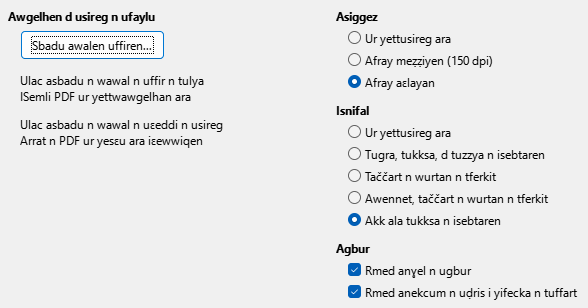 Awgelhen d usireg n ufaylu
Sbadu awalen uffiren...
Ulac asbadu n wawal n uffir n tulya
ISemli PDF ur yettwawgelhan ara
Ulac asbadu n wawal n uɛeddi n usireg
Arrat n PDF ur yesɛu ara iɛewwiqen
Asiggez
Ur yettusireg ara
Afray meẓẓiyen (150 dpi)
Afray aɛlayan
Isnifal
Ur yettusireg ara
Tugra, tukksa, d tuzzya n isebtaren
Taččart n wurtan n tferkit
Awennet, taččart n wurtan n tferkit
Akk ala tukksa n isebtaren
Agbur
Rmed anɣel n ugbur
Rmed anekcum n uḍris i yifecka n tuffart